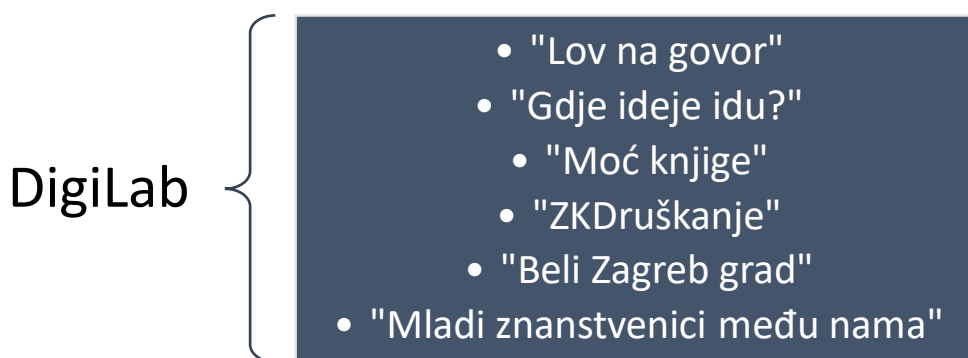 DigiLab
• "Lov na govor"
• "Gdje ideje idu?"
• "Moć knjige"
• "ZKDruškanje"
• "Beli Zagreb grad"
• "Mladi znanstvenici među nama"